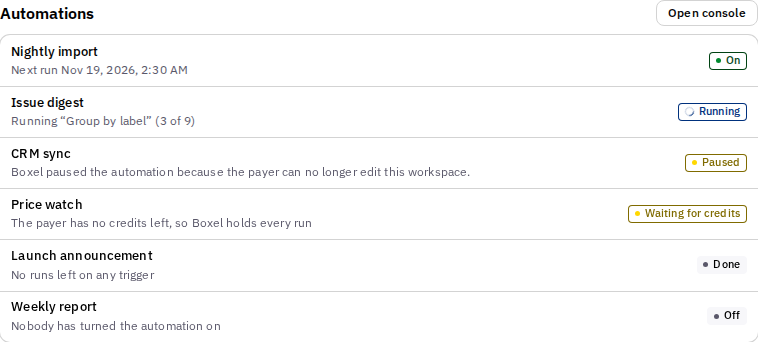 Automations
Open console
Nightly import
Next run Nov 19, 2026, 2:30 AM
On
Issue digest
Running “Group by label” (3 of 9)
Running
CRM sync
Boxel paused the automation because the payer can no longer edit this workspace.
Paused
Price watch
The payer has no credits left, so Boxel holds every run
Waiting for credits
Launch announcement
No runs left on any trigger
Done
Weekly report
Nobody has turned the automation on
Off